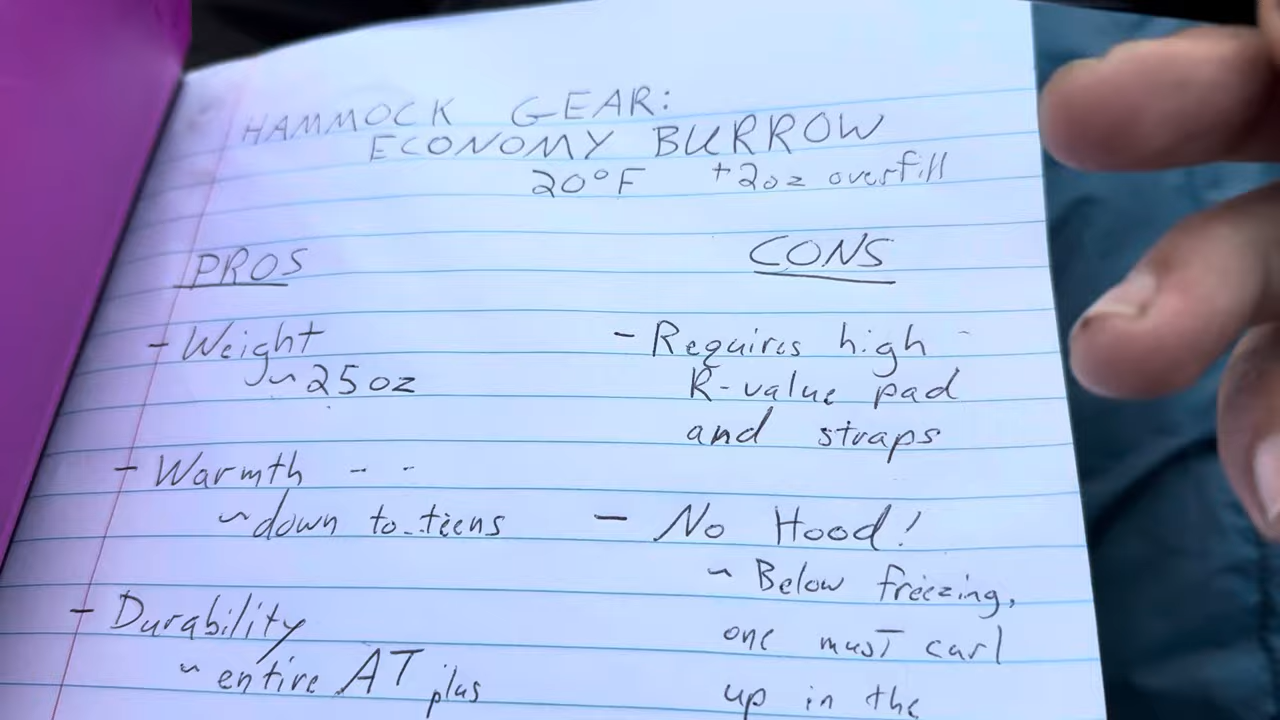 HAMMOCK GEAR:
ECONOMY BURROW
20°F +2oz overfill
PROS
- Weight
~25oz
- Warmth - -
~down to teens
- Durability
~ entire AT plus
CONS
- Requires high -
R-value pad
and straps
- No Hood!
~ Below freezing,
one must curl
up in the